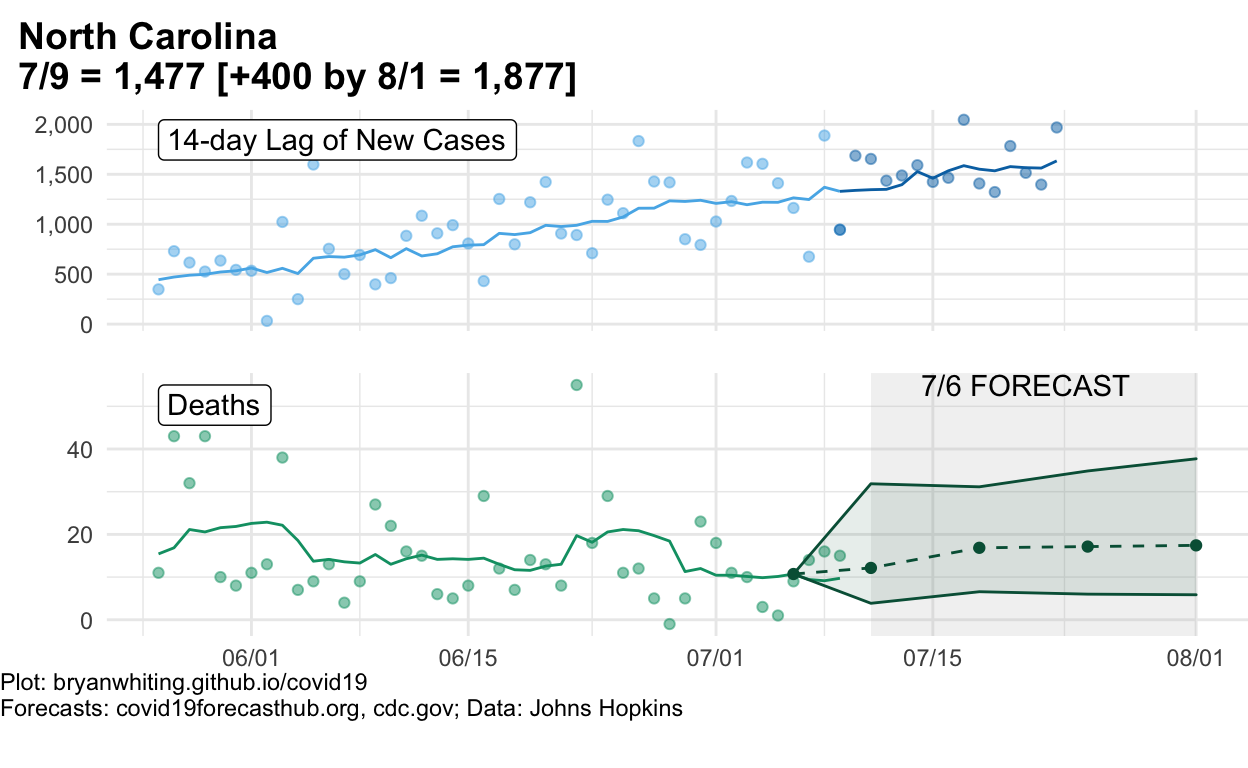 North Carolina
7/9 = 1,477 [+400 by 8/1 = 1,877]
2,000
14-day Lag of New Cases
1,500
1,000
500
0
7/6 FORECAST
Deaths
40
20
0
06/01 06/15 07/01 07/15 08/01
Plot: bryanwhiting.github.io/covid19
Forecasts: covid19forecasthub.org, cdc.gov; Data: Johns Hopkins